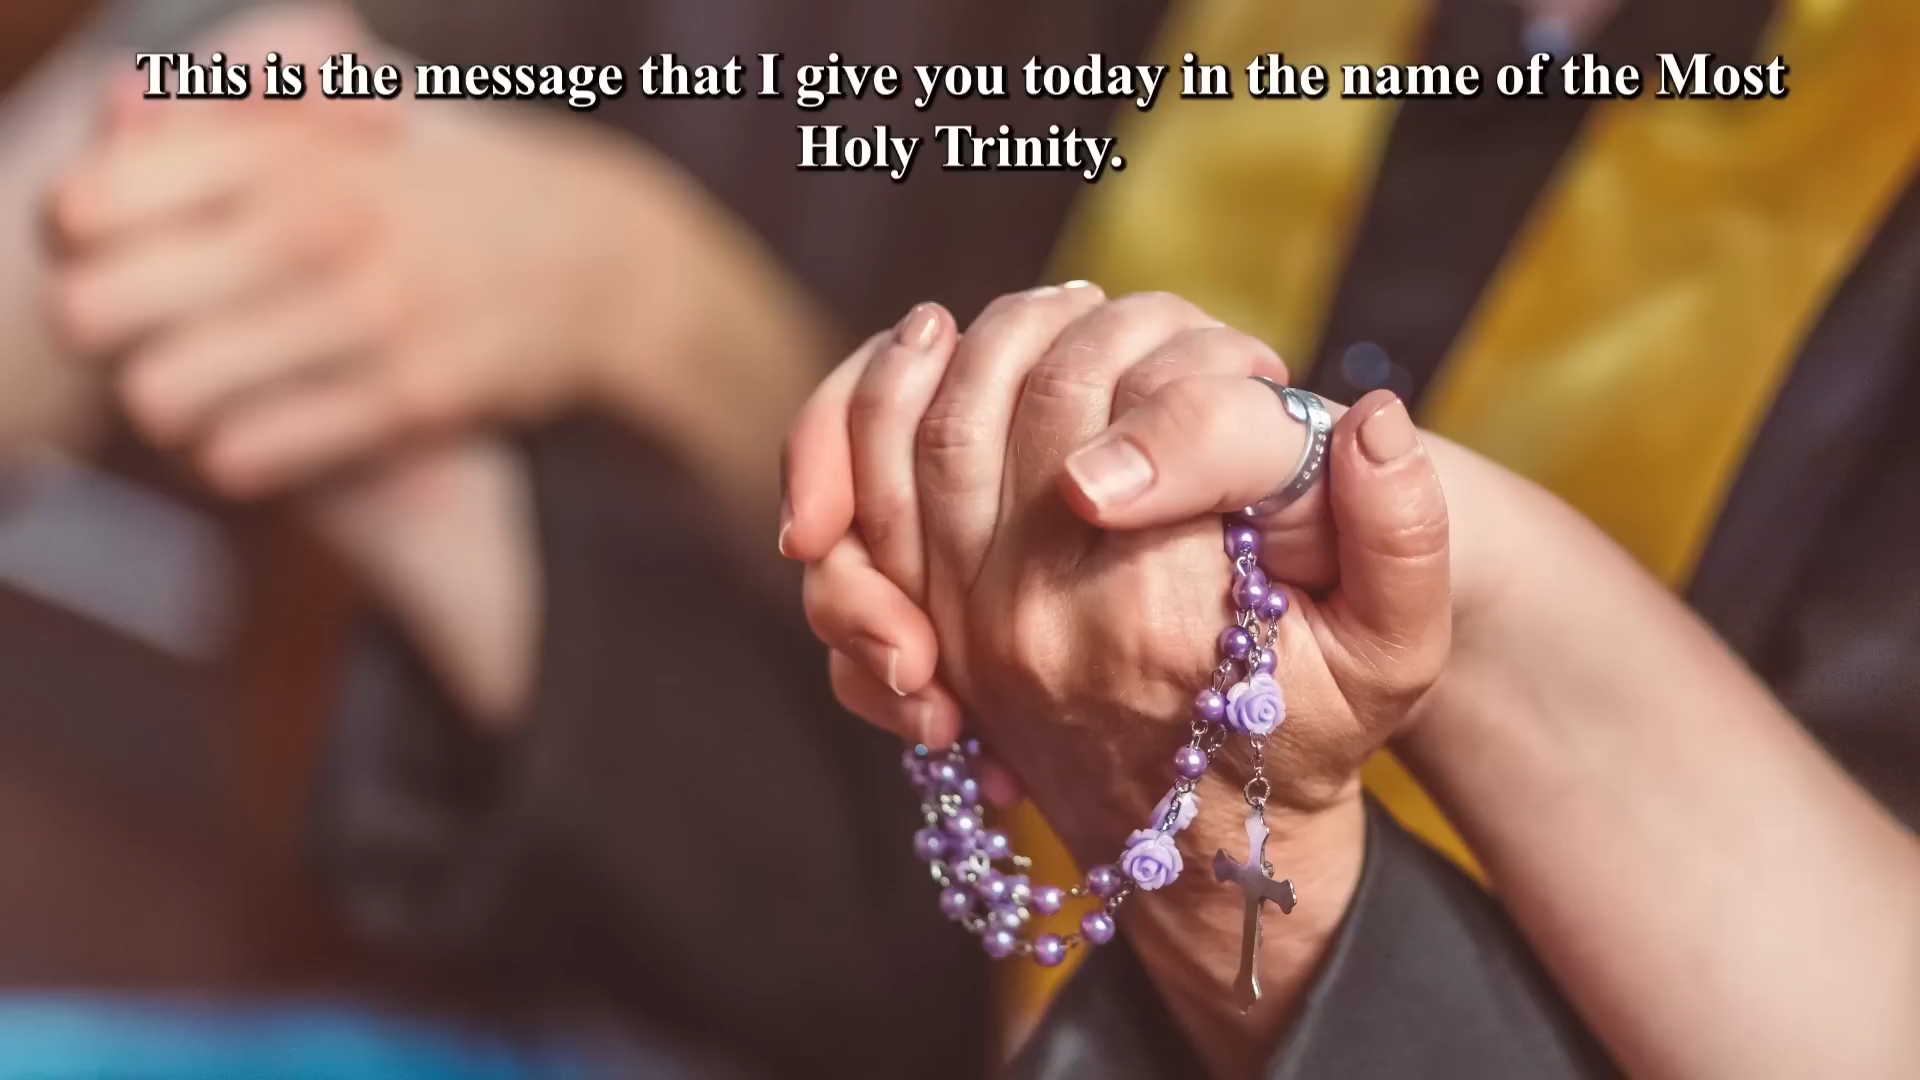 This is the message that I give you today in the name of the Most
Holy Trinity.